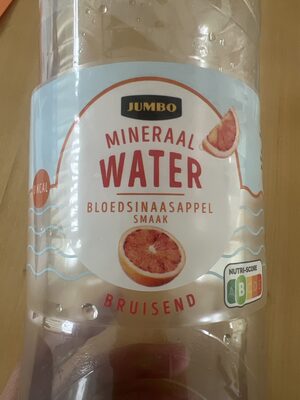 JUMBO
MINERAAL
WATER
BLOEDSINAASAPPEL
SMAAK
BRUISEND
KCAL
NUTRI-SCORE
B